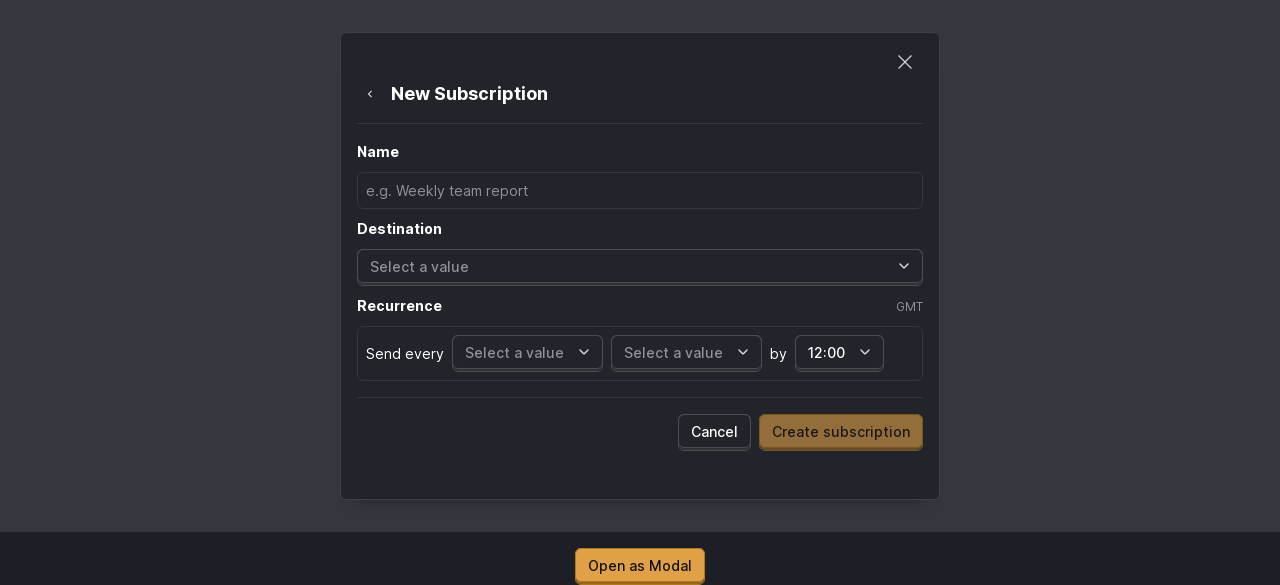 New Subscription
Name
e.g. Weekly team report
Destination
Select a value
Recurrence GMT
Send every Select a value Select a value by 12:00
Cancel Create subscription
Open as Modal